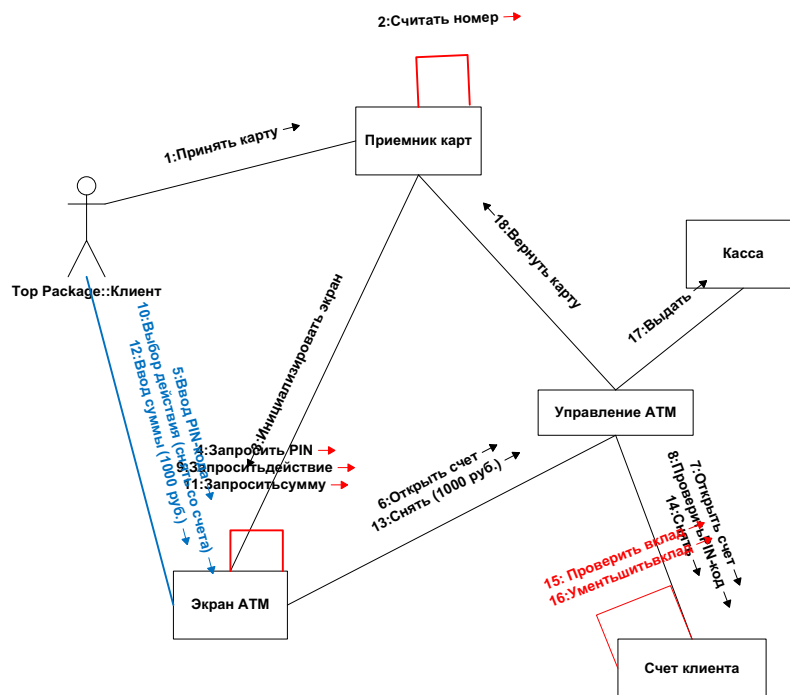 2:Считать номер
Приемник карт
1:Принять карту
Top Package::Клиент
18:Вернуть карту
Касса
17:Выдать
3:Инициализировать экран
Управление ATM
5:Ввод PIN-кода
10:Выбор действия (снять со счета)
12:Ввод суммы (1000 руб.)
4:Запросить PIN
9:Запроситьдействие
11:Запроситьсумму
6:Открыть счет
13:Снять (1000 руб.)
7:Открыть счет
8:Проверить PIN-код
14:Снять
15: Проверить вклад
16:Ументьшитьвклад
Экран ATM
Счет клиента